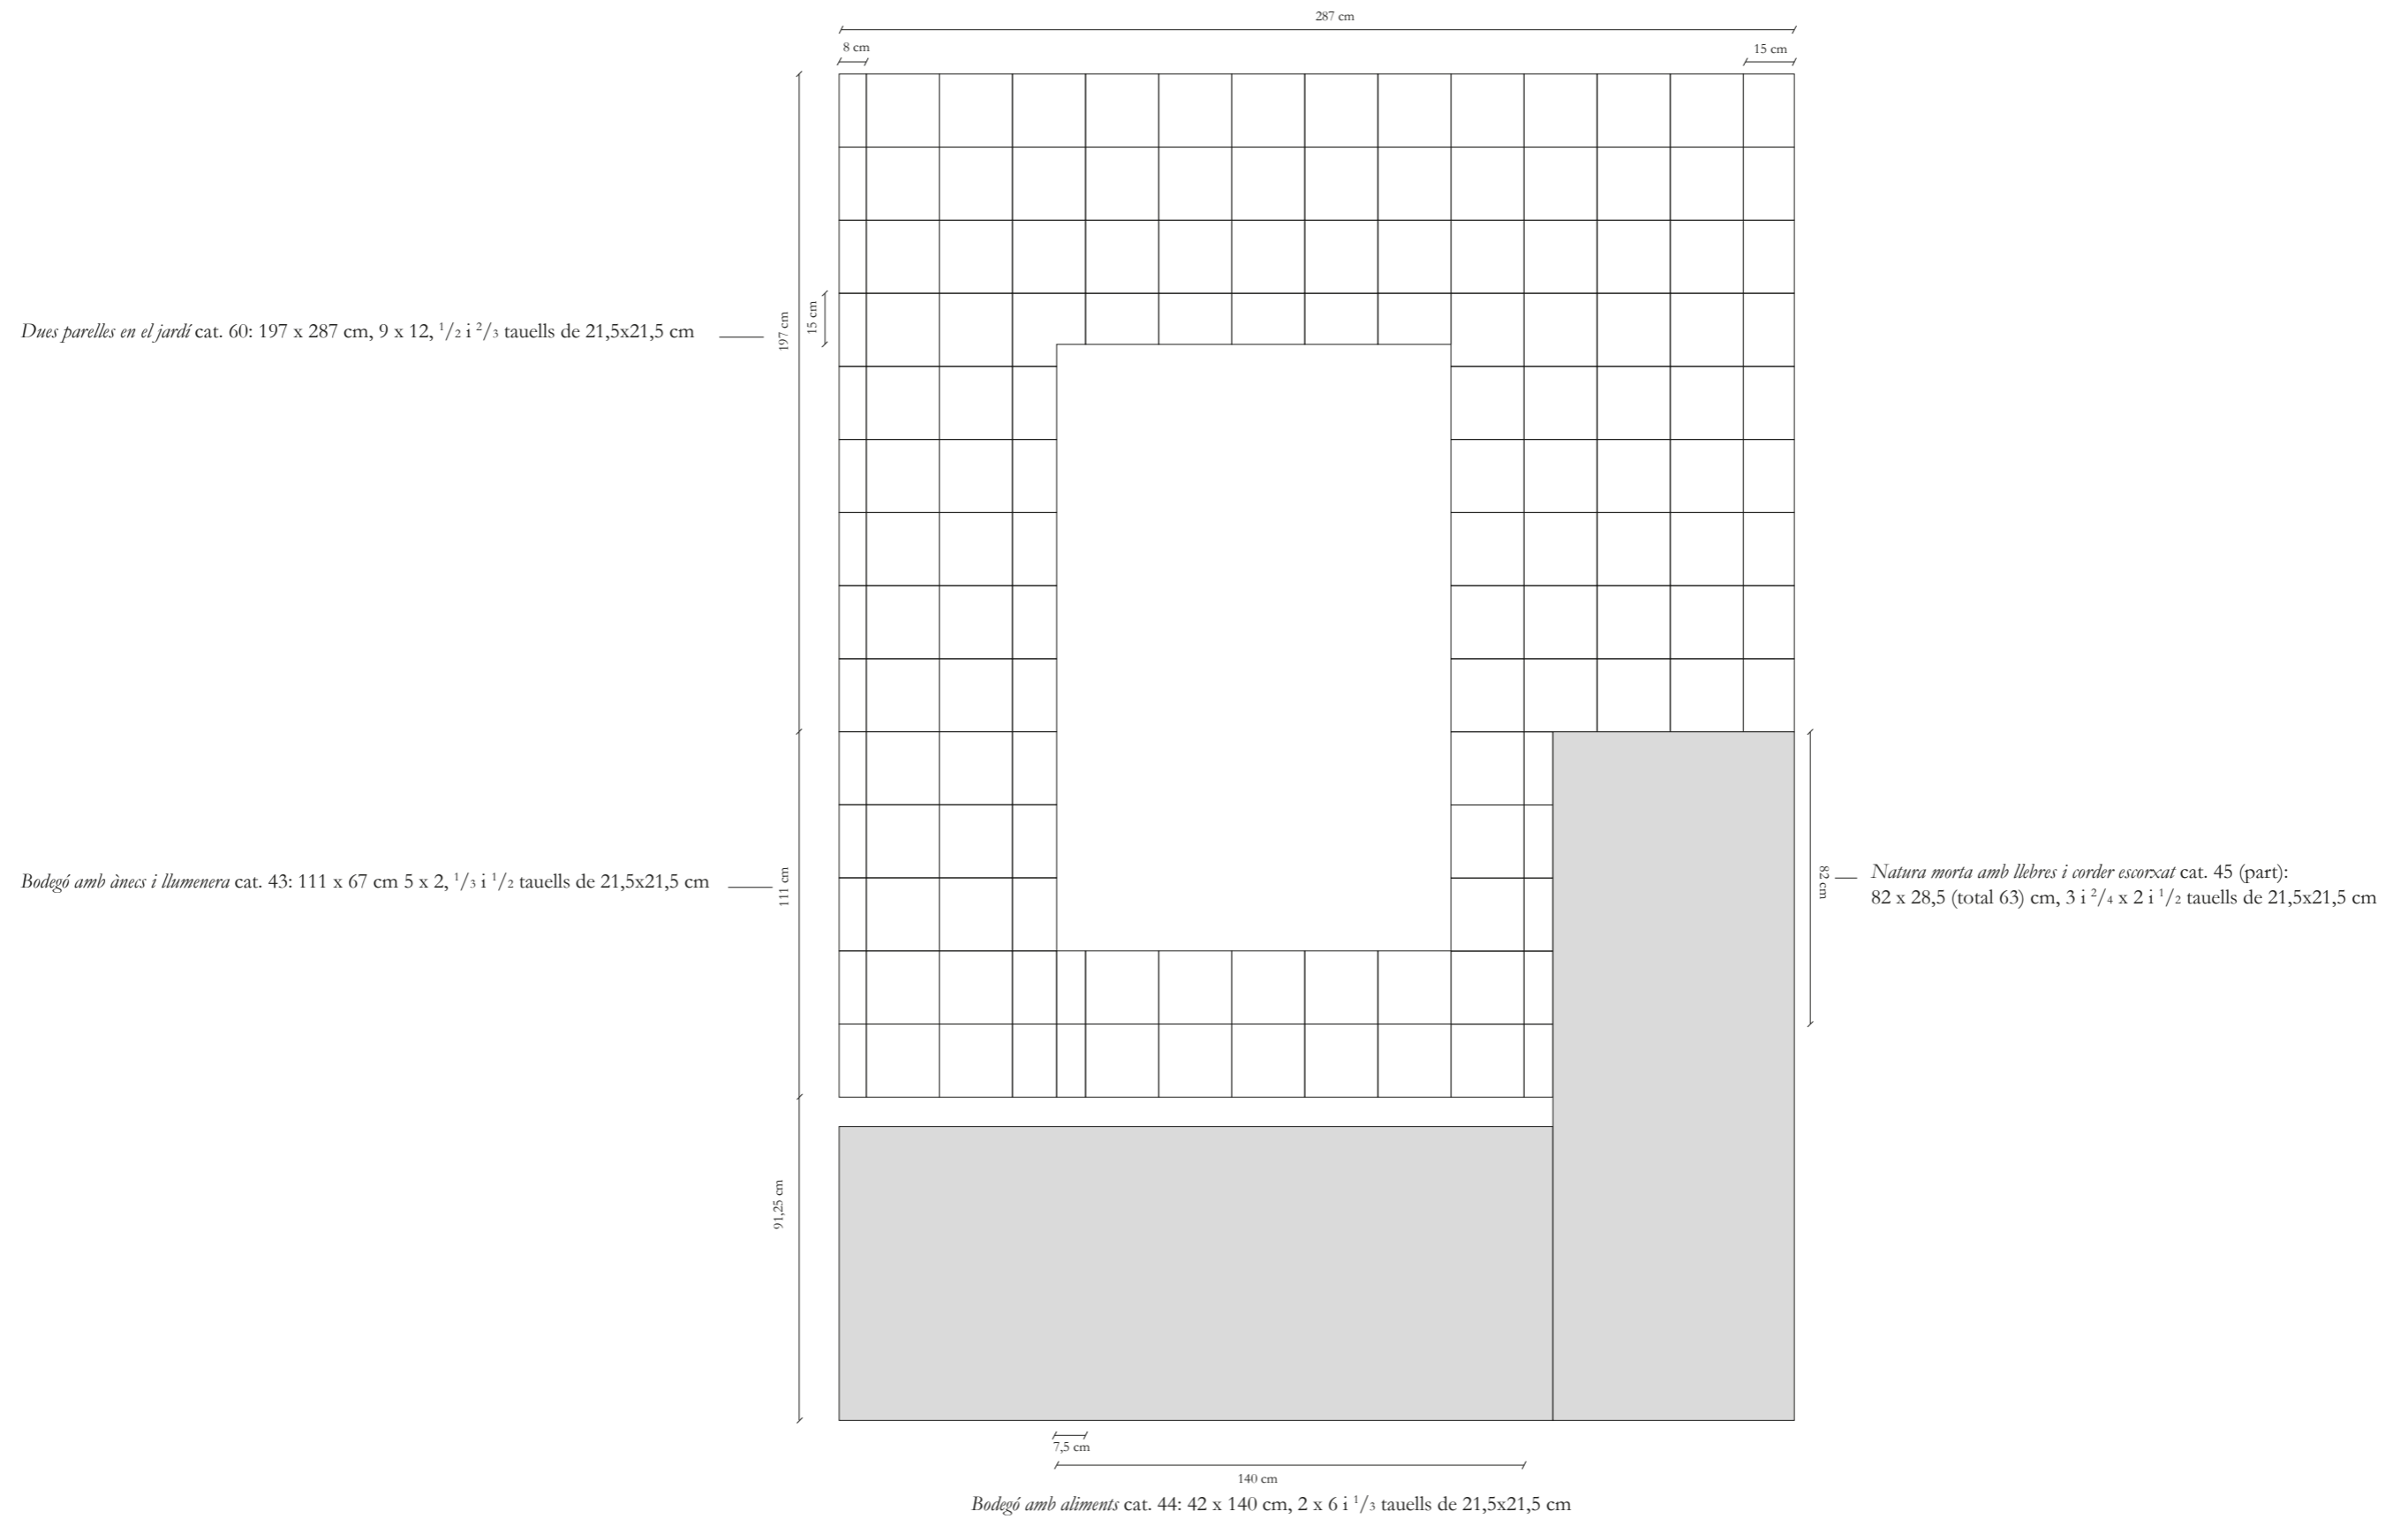 287 cm
8 cm
15 cm
15 cm
197 cm
Dues parelles en el jardí cat. 60: 197 x 287 cm, 9 x 12, 1/2 i 2/3 tauells de 21,5x21,5 cm
Bodegó amb ànecs i llumenera cat. 43: 111 x 67 cm 5 x 2, 1/3 i 1/2 tauells de 21,5x21,5 cm
111 cm
82 cm
Natura morta amb llebres i corder escorxat cat. 45 (part):
82 x 28,5 (total 63) cm, 3 i 2/4 x 2 i 1/2 tauells de 21,5x21,5 cm
91,25 cm
7,5 cm
140 cm
Bodegó amb aliments cat. 44: 42 x 140 cm, 2 x 6 i 1/3 tauells de 21,5x21,5 cm